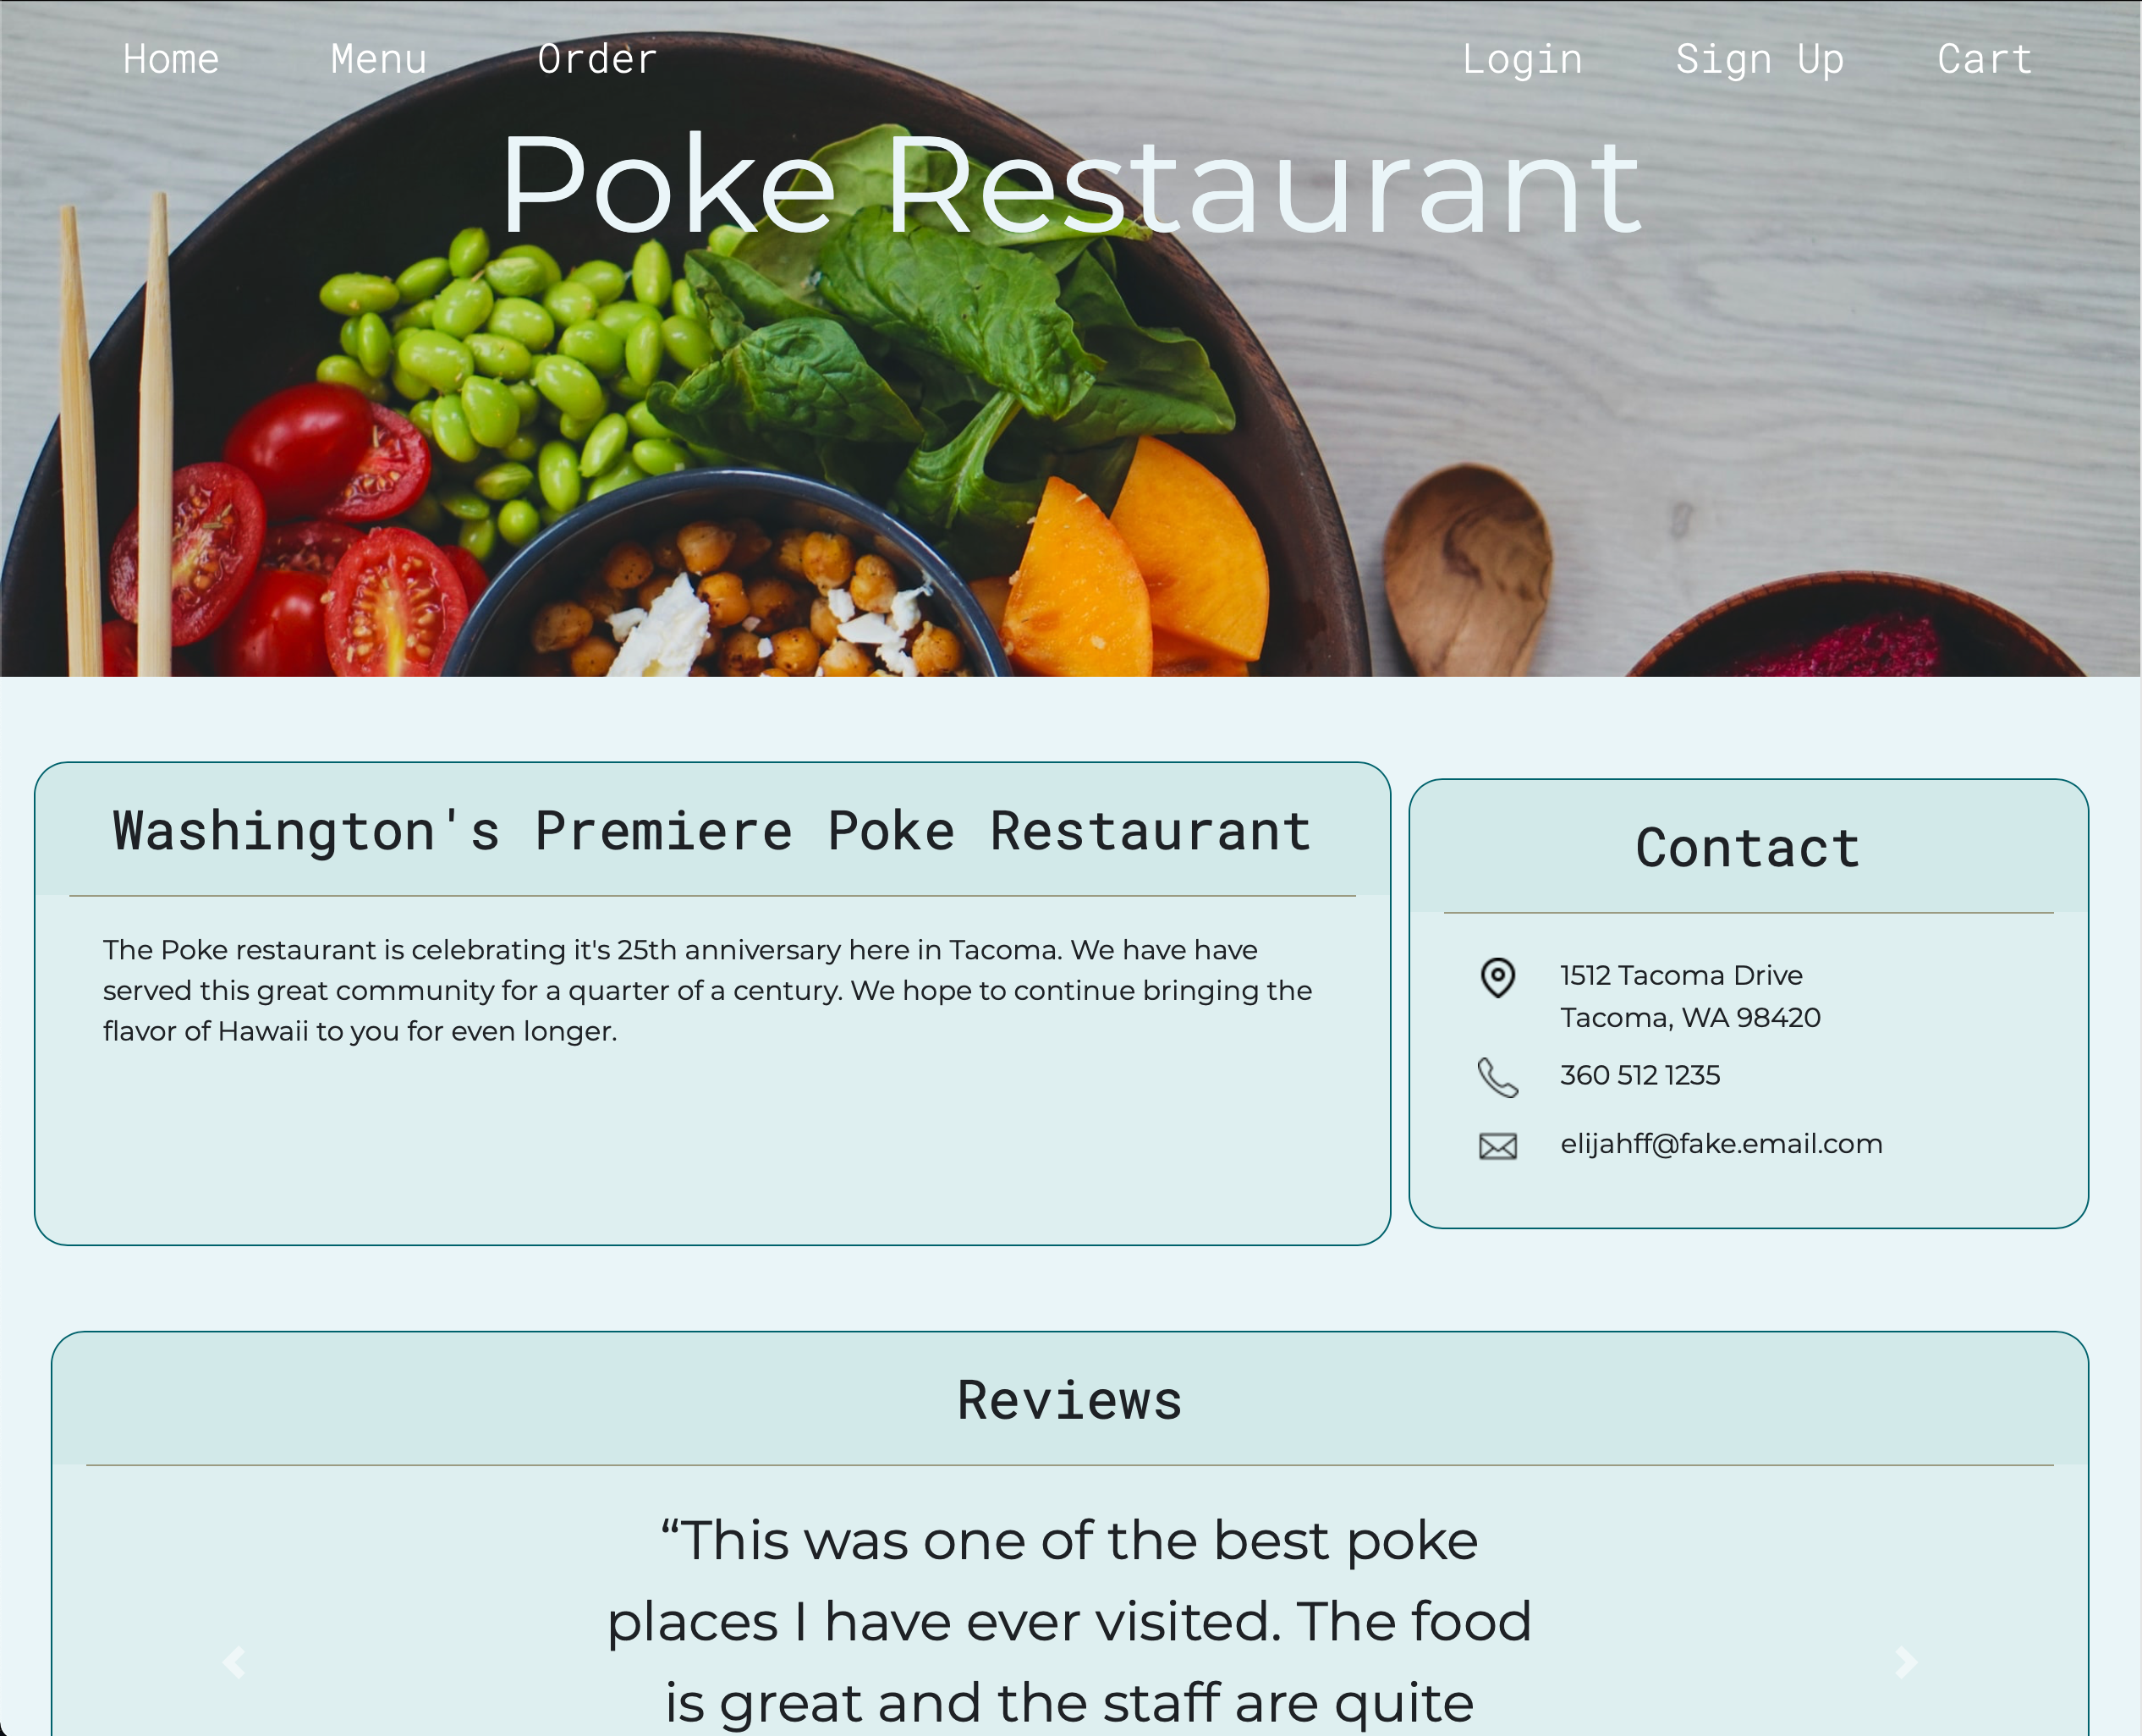 Home Menu Order Login Sign Up Cart
Poke Restaurant
Washington's Premiere Poke Restaurant
The Poke restaurant is celebrating it's 25th anniversary here in Tacoma. We have have
served this great community for a quarter of a century. We hope to continue bringing the
flavor of Hawaii to you for even longer.
Contact
1512 Tacoma Drive
Tacoma, WA 98420
360 512 1235
elijahff@fake.email.com
Reviews
“This was one of the best poke
places I have ever visited. The food
is great and the staff are quite